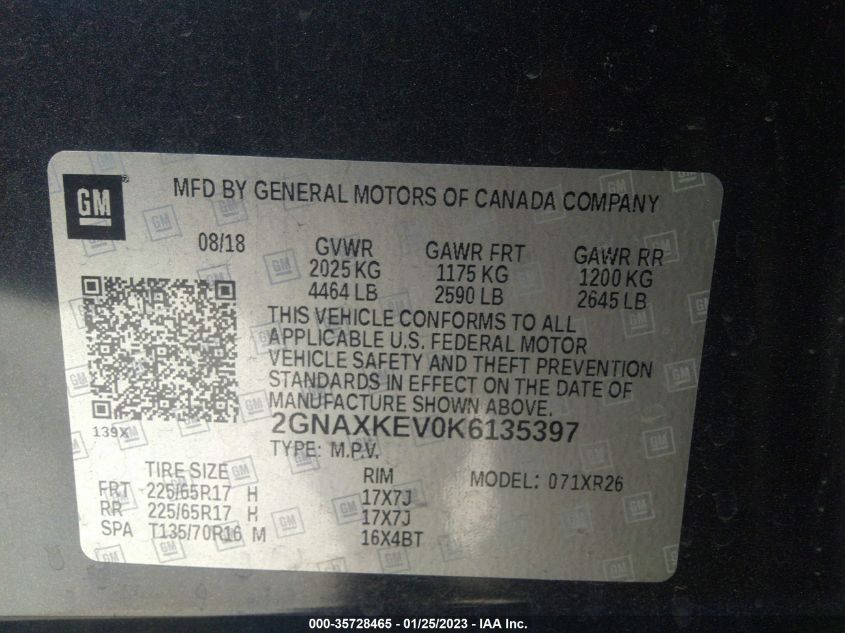 GM
MFD BY GENERAL MOTORS OF CANADA COMPANY
08/18 GVWR GAWR FRT GAWR RR
2025 KG 1175 KG 1200 KG
4464 LB 2590 LB 2645 LB
THIS VEHICLE CONFORMS TO ALL
APPLICABLE U.S. FEDERAL MOTOR
VEHICLE SAFETY AND THEFT PREVENTION
STANDARDS IN EFFECT ON THE DATE OF
MANUFACTURE SHOWN ABOVE.
139X
2GNAXKEV0K6135397
TYPE: M.P.V.
TIRE SIZE RIM MODEL: 071XR26
FRT 225/65R17 H 17X7J
RR 225/65R17 H 17X7J
SPA T135/70R16 M 16X4BT
000-35728465 — 01/25/2023 — IAA Inc.